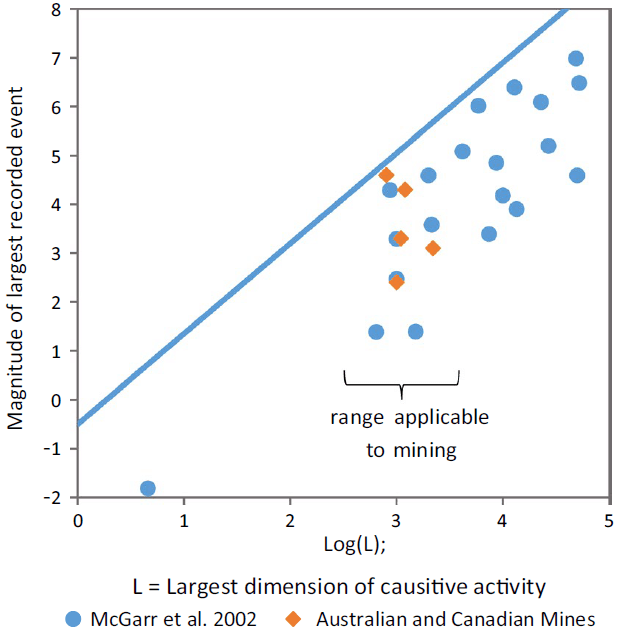 Magnitude of largest recorded event
8
7
6
5
4
3
2
1
0
-1
-2
range applicable
to mining
0 1 2 3 4 5
Log(L);
L = Largest dimension of causitive activity
McGarr et al. 2002 Australian and Canadian Mines